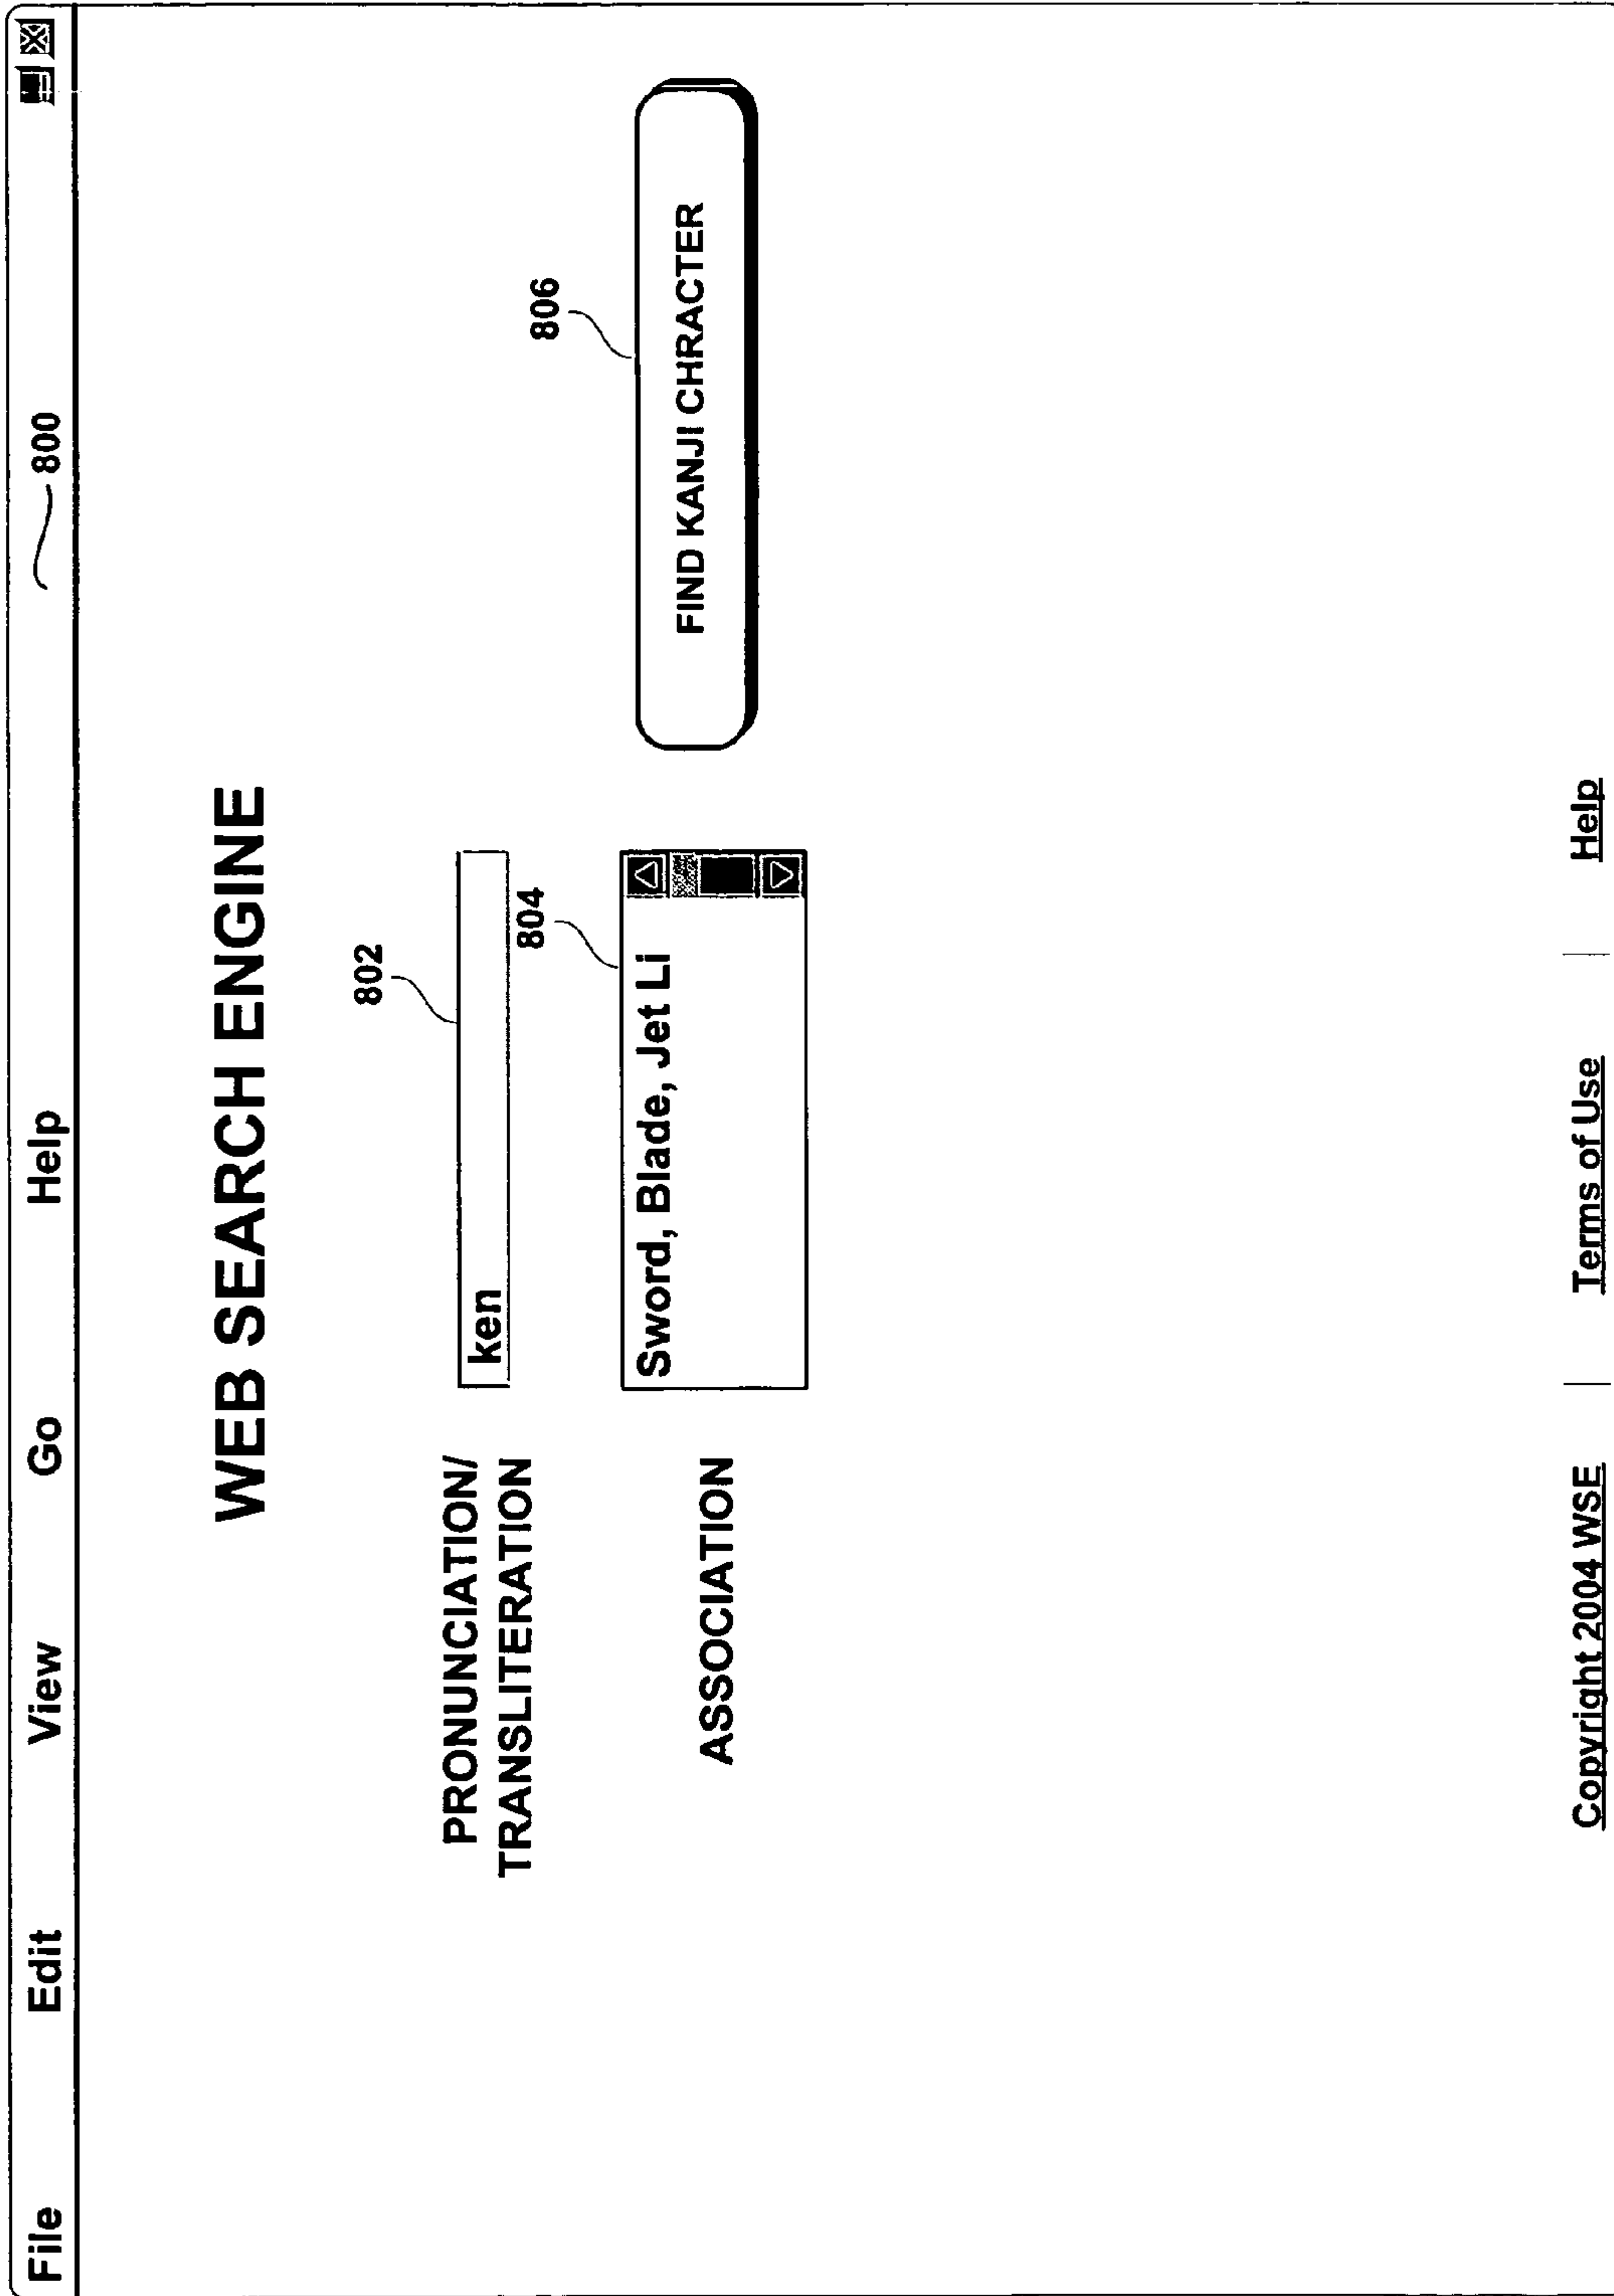 File Edit View Go Help 800
WEB SEARCH ENGINE
802
PRONUNCIATION/
TRANSLITERATION
ken
804
806
ASSOCIATION
Sword, Blade, Jet Li
FIND KANJI CHRACTER
Copyright 2004 WSE | Terms of Use | Help